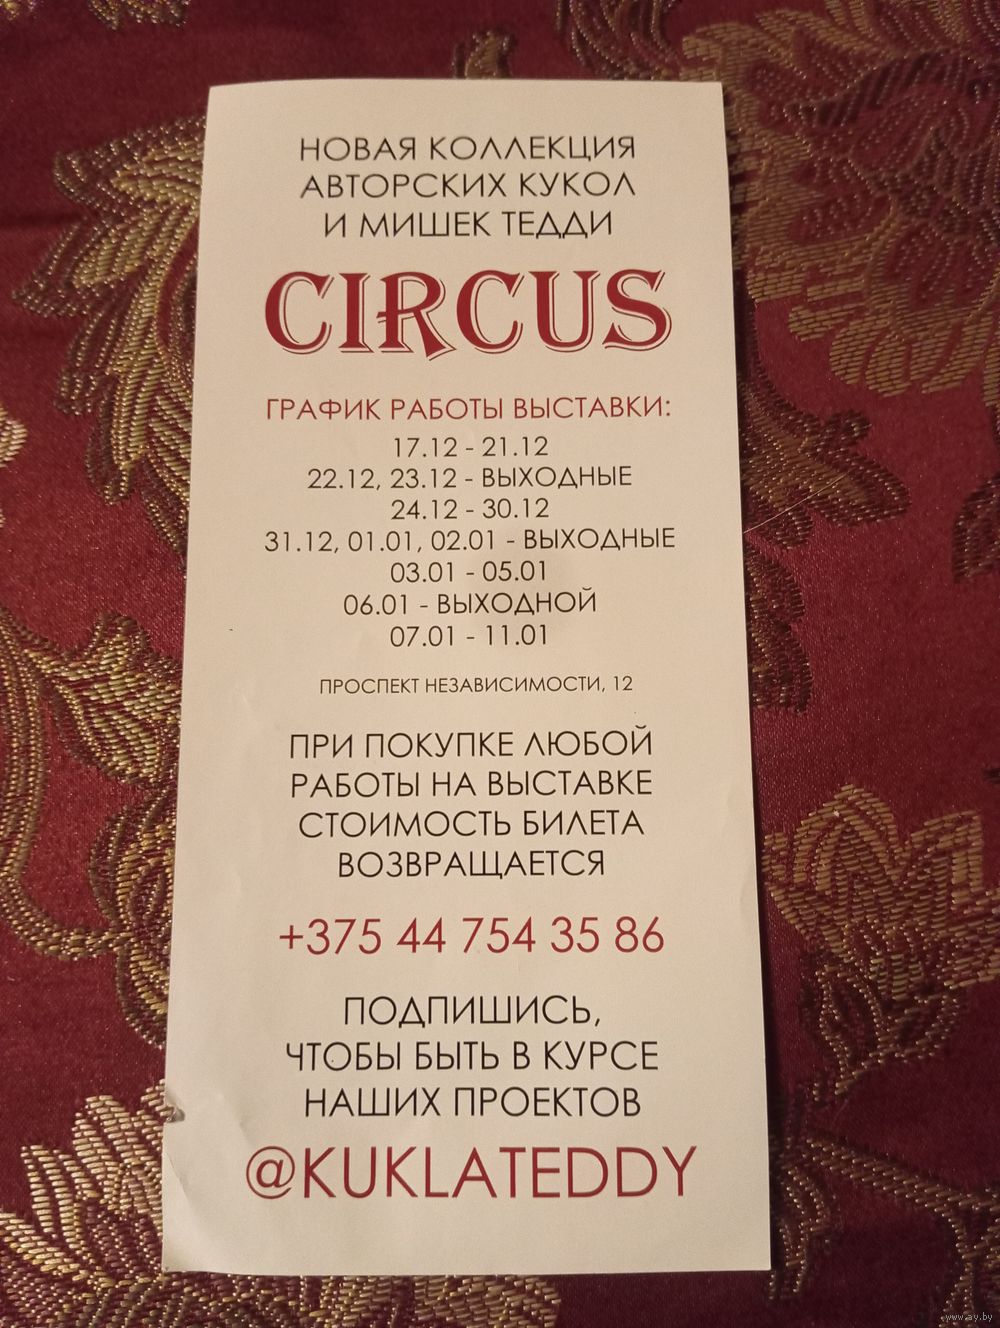 НОВАЯ КОЛЛЕКЦИЯ
АВТОРСКИХ КУКОЛ
И МИШЕК ТЕДДИ
CIRCUS
ГРАФИК РАБОТЫ ВЫСТАВКИ:
17.12 - 21.12
22.12, 23.12 - ВЫХОДНЫЕ
24.12 - 30.12
31.12, 01.01, 02.01 - ВЫХОДНЫЕ
03.01 - 05.01
06.01 - ВЫХОДНОЙ
07.01 - 11.01
ПРОСПЕКТ НЕЗАВИСИМОСТИ, 12
ПРИ ПОКУПКЕ ЛЮБОЙ
РАБОТЫ НА ВЫСТАВКЕ
СТОИМОСТЬ БИЛЕТА
ВОЗВРАЩАЕТСЯ
+375 44 754 35 86
ПОДПИШИСЬ,
ЧТОБЫ БЫТЬ В КУРСЕ
НАШИХ ПРОЕКТОВ
@KUKLATEDDY
www.ay.by